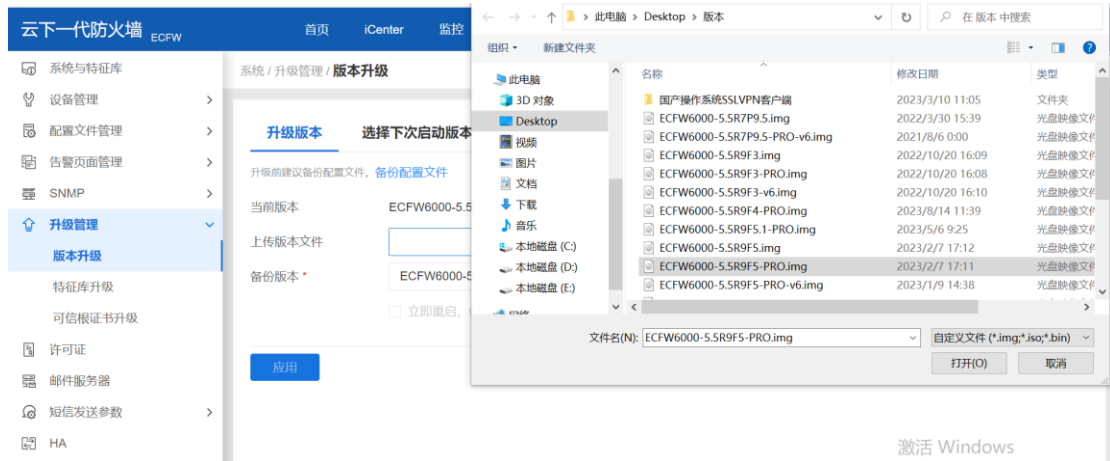 云下一代防火墙 ECFW
首页 iCenter 监控
系统与特征库
设备管理
配置文件管理
告警页面管理
SNMP
升级管理
版本升级
特征库升级
可信根证书升级
许可证
邮件服务器
短信发送参数
HA
系统 / 升级管理 / 版本升级
升级版本 选择下次启动版本
升级前建议备份配置文件。备份配置文件
当前版本 ECFW6000-5.5
上传版本文件
备份版本 * ECFW6000-5
立即重启，
应用
此电脑 > Desktop > 版本
在 版本 中搜索
组织 新建文件夹
此电脑
3D 对象
Desktop
视频
图片
文档
下载
音乐
本地磁盘 (C:)
本地磁盘 (D:)
本地磁盘 (E:)
名称 修改日期 类型
国产操作系统SSLVPN客户端 2023/3/10 11:05 文件夹
ECFW6000-5.5R7P9.5.img 2022/3/30 15:39 光盘映像文件
ECFW6000-5.5R7P9.5-PRO-v6.img 2021/8/6 0:00 光盘映像文件
ECFW6000-5.5R9F3.img 2022/10/20 16:09 光盘映像文件
ECFW6000-5.5R9F3-PRO.img 2022/10/20 16:08 光盘映像文件
ECFW6000-5.5R9F3-v6.img 2022/10/20 16:10 光盘映像文件
ECFW6000-5.5R9F4-PRO.img 2023/8/14 11:39 光盘映像文件
ECFW6000-5.5R9F5.1-PRO.img 2023/5/6 9:25 光盘映像文件
ECFW6000-5.5R9F5.img 2023/2/7 17:12 光盘映像文件
ECFW6000-5.5R9F5-PRO.img 2023/2/7 17:11 光盘映像文件
ECFW6000-5.5R9F5-PRO-v6.img 2023/1/9 14:38 光盘映像文件
文件名(N): ECFW6000-5.5R9F5-PRO.img 自定义文件 (*.img;*.iso;*.bin)
打开(O) 取消
激活 Windows